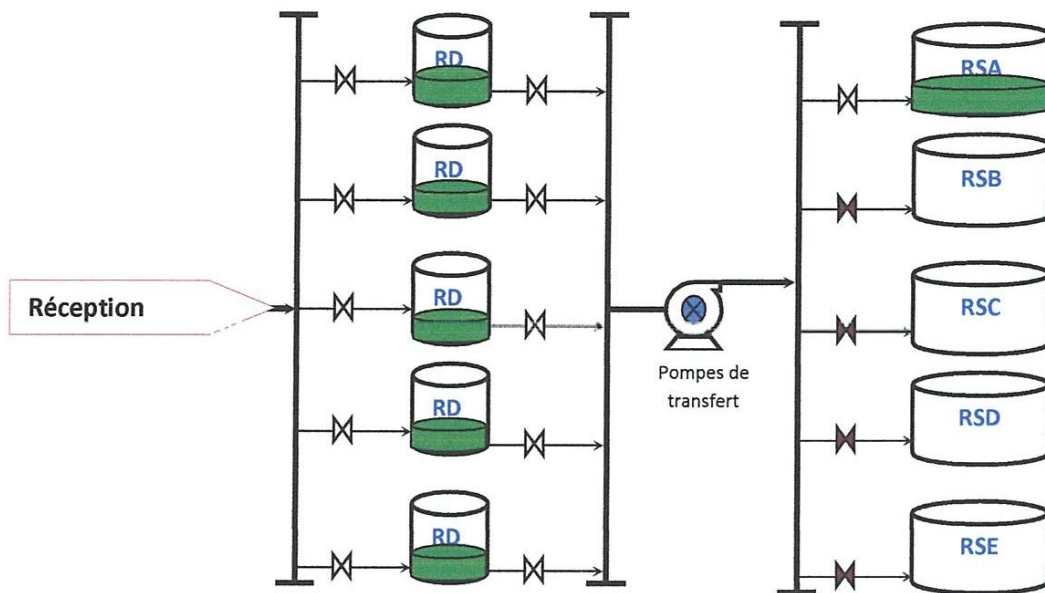 RD
RD
RD
RD
RD
Réception
Pompes de
transfert
RSA
RSB
RSC
RSD
RSE